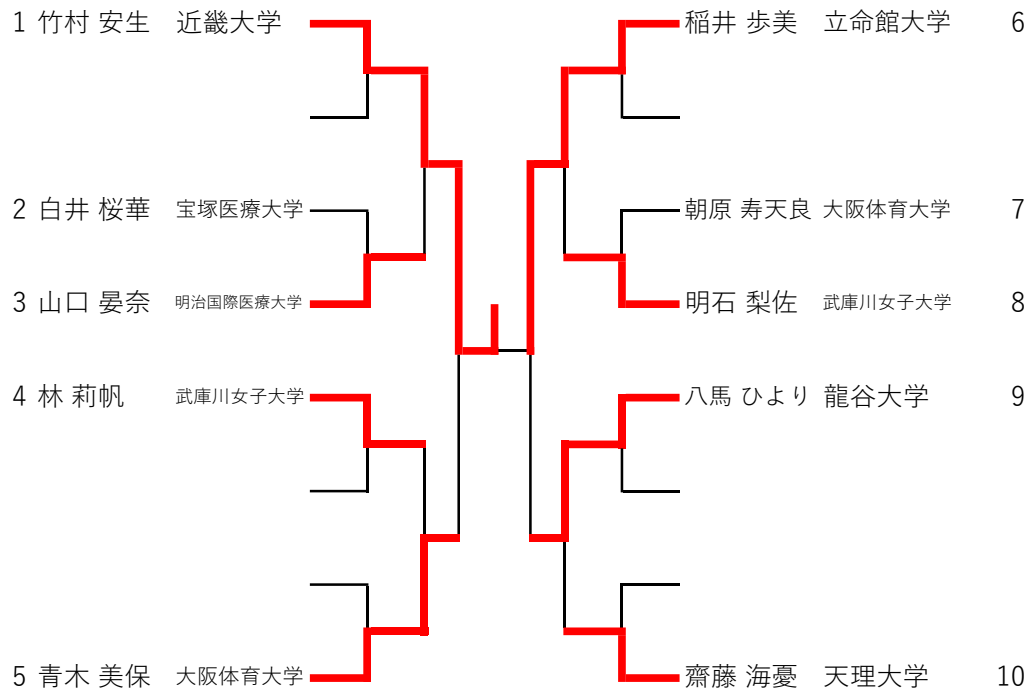 1 竹村 安生 近畿大学
2 白井 桜華 宝塚医療大学
3 山口 晏奈 明治国際医療大学
4 林 莉帆 武庫川女子大学
5 青木 美保 大阪体育大学
稲井 歩美 立命館大学 6
朝原 寿天良 大阪体育大学 7
明石 梨佐 武庫川女子大学 8
八馬 ひより 龍谷大学 9
齋藤 海憂 天理大学 10